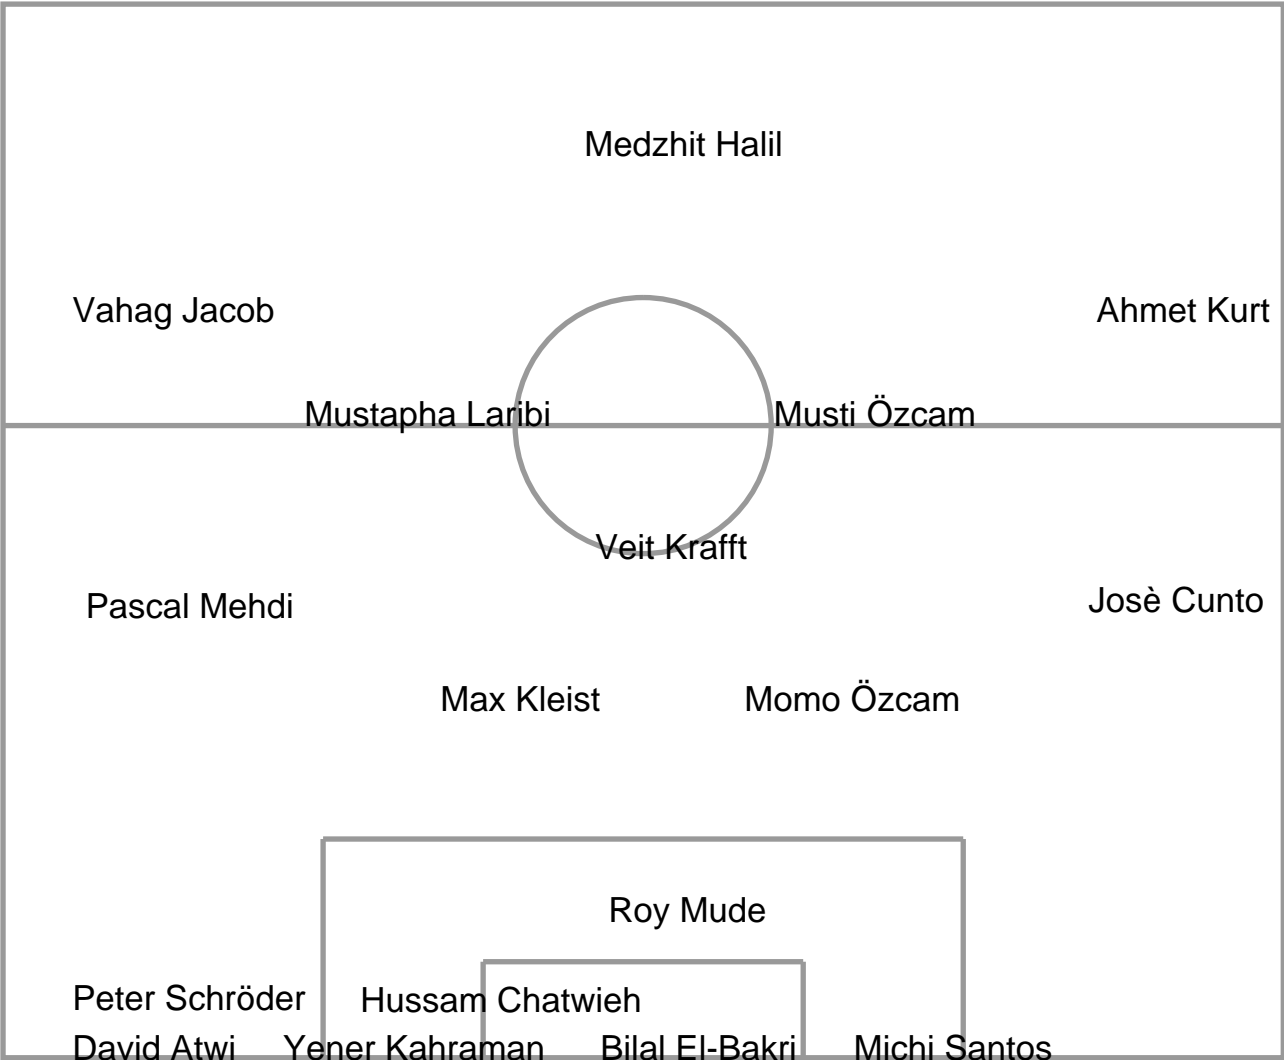 Medzhit Halil
Vahag Jacob
Ahmet Kurt
Mustapha Laribi
Musti Özcam
Veit Krafft
Pascal Mehdi
Josè Cunto
Max Kleist
Momo Özcam
Roy Mude
Peter Schröder
Hussam Chatwieh
David Atwi
Yener Kahraman
Bilal El-Bakri
Michi Santos